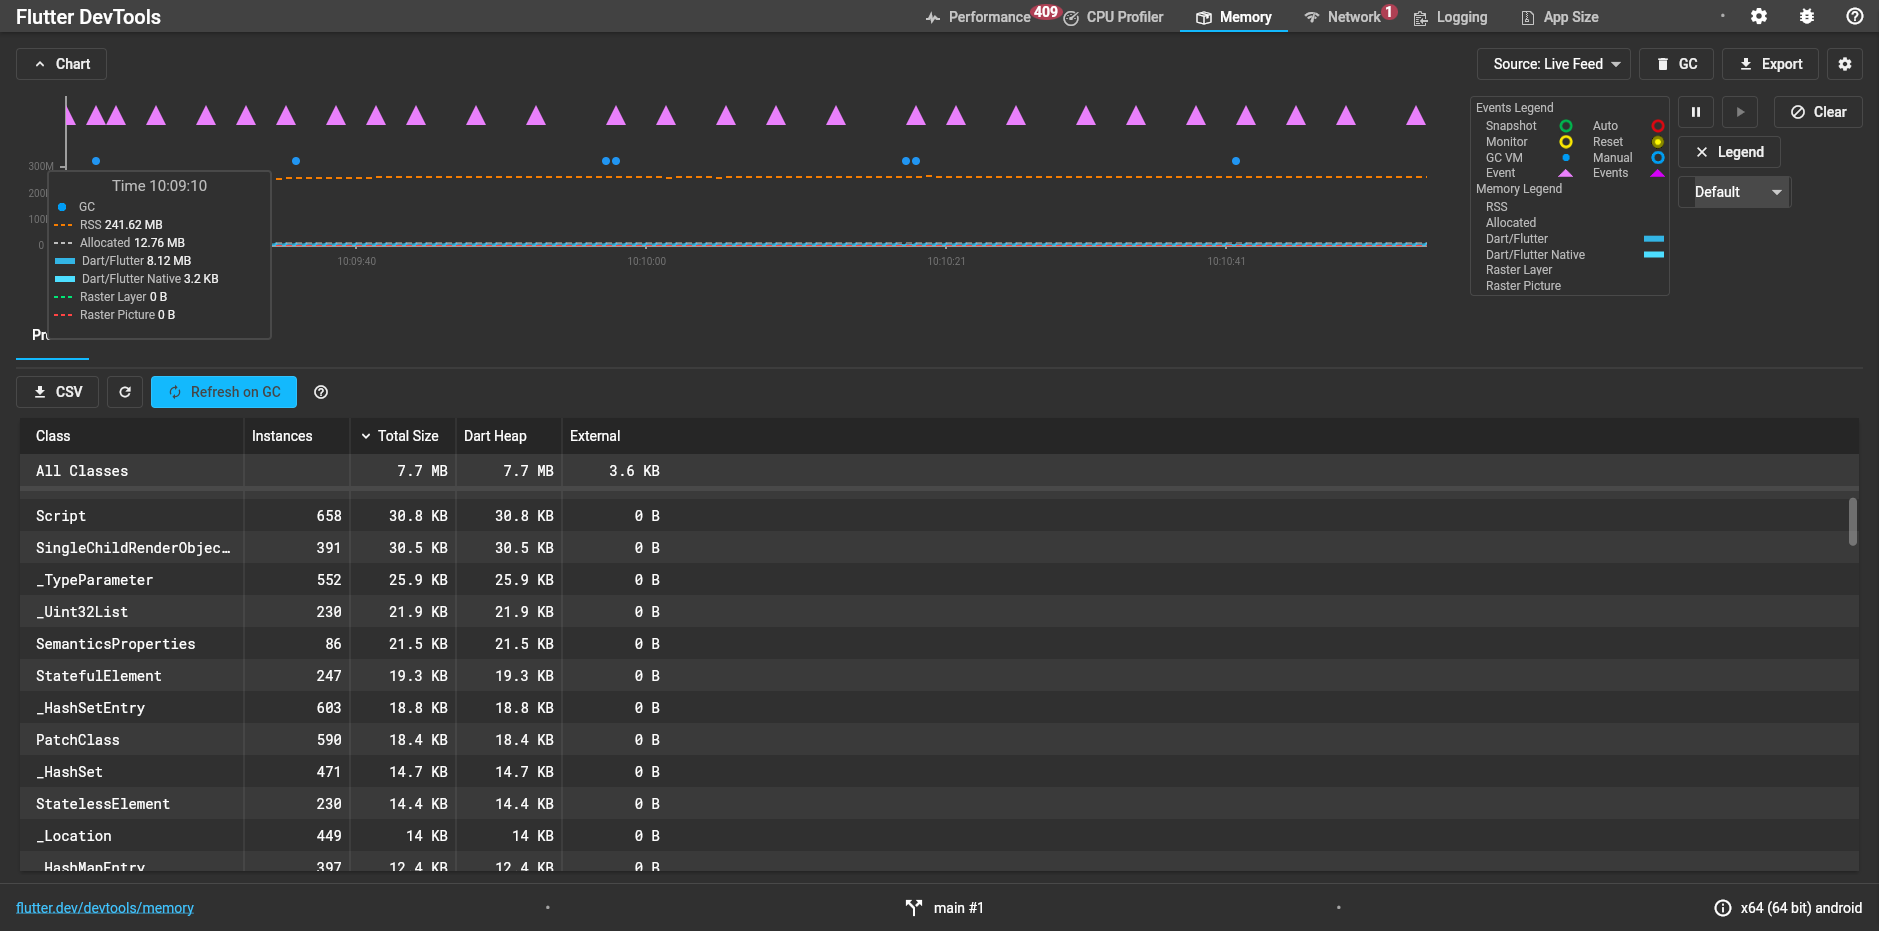 Flutter DevTools
Performance 409 CPU Profiler Memory Network 1 Logging App Size
Chart
Source: Live Feed GC Export
300M
200
100
0
10:09:40 10:10:00 10:10:21 10:10:41
Time 10:09:10
GC
RSS 241.62 MB
Allocated 12.76 MB
Dart/Flutter 8.12 MB
Dart/Flutter Native 3.2 KB
Raster Layer 0 B
Raster Picture 0 B
Events Legend
Snapshot Auto
Monitor Reset
GC VM Manual
Event Events
Memory Legend
RSS
Allocated
Dart/Flutter
Dart/Flutter Native
Raster Layer
Raster Picture
Clear
Legend
Default
CSV Refresh on GC
Class Instances Total Size Dart Heap External
All Classes 7.7 MB 7.7 MB 3.6 KB
Script 658 30.8 KB 30.8 KB 0 B
SingleChildRenderObjec… 391 30.5 KB 30.5 KB 0 B
_TypeParameter 552 25.9 KB 25.9 KB 0 B
_Uint32List 230 21.9 KB 21.9 KB 0 B
SemanticsProperties 86 21.5 KB 21.5 KB 0 B
StatefulElement 247 19.3 KB 19.3 KB 0 B
_HashSetEntry 603 18.8 KB 18.8 KB 0 B
PatchClass 590 18.4 KB 18.4 KB 0 B
_HashSet 471 14.7 KB 14.7 KB 0 B
StatelessElement 230 14.4 KB 14.4 KB 0 B
_Location 449 14 KB 14 KB 0 B
_HashMapEntry 397 12.4 KB 12.4 KB 0 B
flutter.dev/devtools/memory • main #1 • x64 (64 bit) android